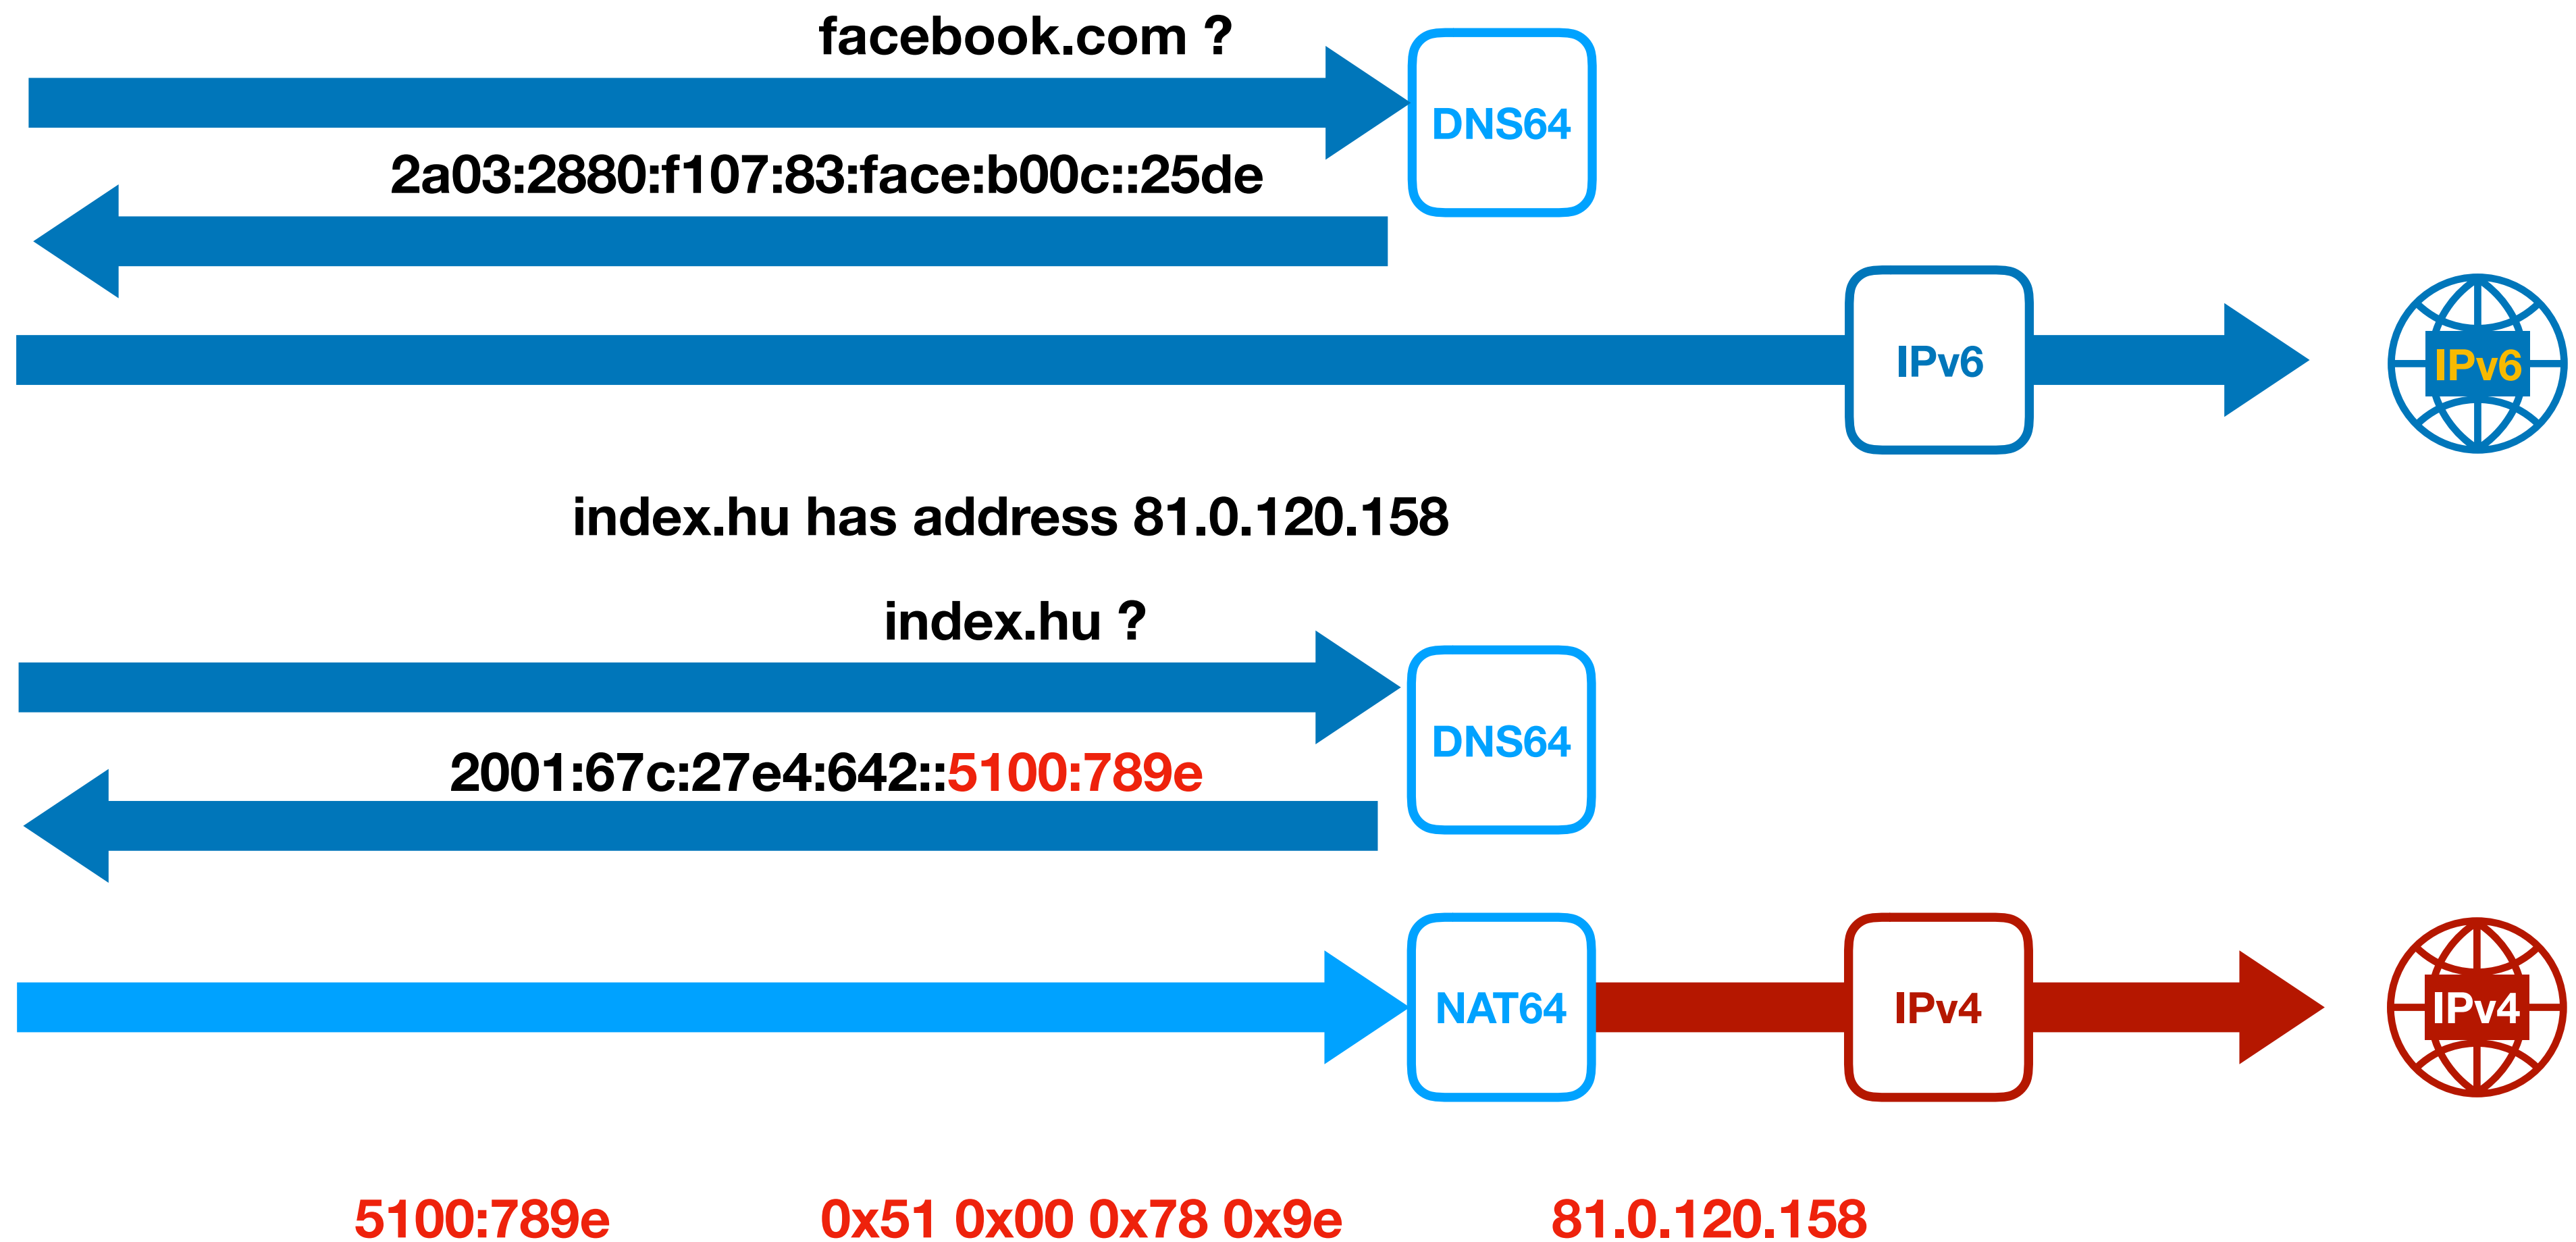 facebook.com ?
DNS64
2a03:2880:f107:83:face:b00c::25de
IPv6
IPv6
index.hu has address 81.0.120.158
index.hu ?
DNS64
2001:67c:27e4:642::5100:789e
NAT64
IPv4
IPv4
5100:789e
0x51 0x00 0x78 0x9e
81.0.120.158